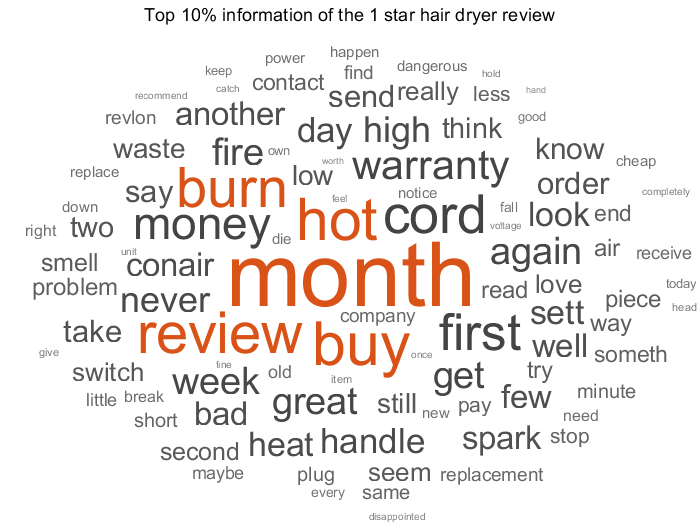 Top 10% information of the 1 star hair dryer review
power happen
keep find dangerous hold
recommend catch contact send really less hand
revlon another day high think good
waste fire own low worth warranty know cheap
replace say burn feel notice order completely
down two money hot cord fall look end
right die voltage again air receive
smell unit conair month read love today
problem never company piece head
take review buy first sett way
give fine once well someth
switch week old item get try
little break great still new pay few minute
short bad need
second heat handle spark stop
maybe plug seem replacement
every same
disappointed